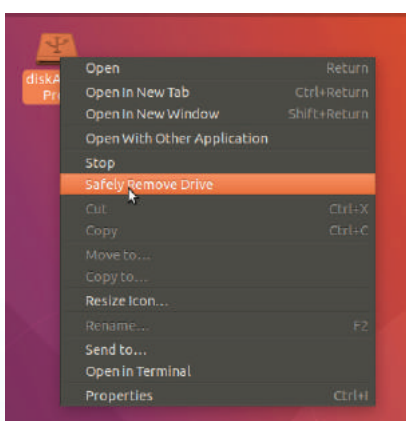 diskA
Pr
Open Return
Open In New Tab Ctrl+Return
Open In New Window Shift+Return
Open With Other Application
Stop
Safely Remove Drive
Cut Ctrl+X
Copy Ctrl+C
Move to...
Copy to...
Resize Icon...
Rename... F2
Send to...
Open in Terminal
Properties Ctrl+I